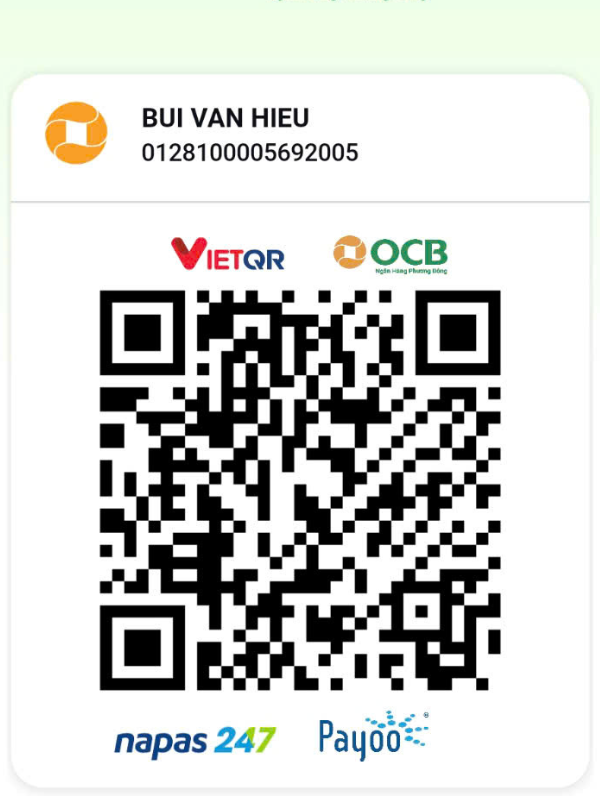 BUI VAN HIEU
0128100005692005
VIETQR
OCB
Ngân Hàng Phương Đông
napas 247
Payoo®